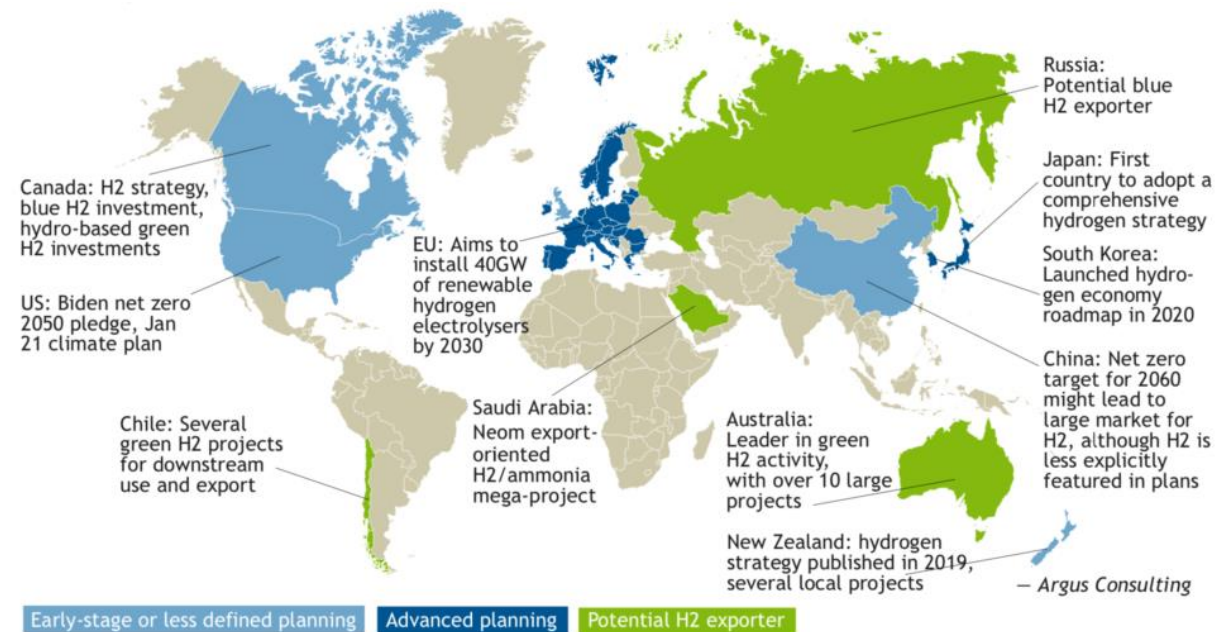 Canada: H2 strategy,
blue H2 investment,
hydro-based green
H2 investments
US: Biden net zero
2050 pledge, Jan
21 climate plan
Chile: Several
green H2 projects
for downstream
use and export
EU: Aims to
install 40GW
of renewable
hydrogen
electrolysers
by 2030
Saudi Arabia:
Neom export-
oriented
H2/ammonia
mega-project
Russia:
Potential blue
H2 exporter
Japan: First
country to adopt a
comprehensive
hydrogen strategy
South Korea:
Launched hydro-
gen economy
roadmap in 2020
China: Net zero
target for 2060
might lead to
large market for
H2, although H2 is
less explicitly
featured in plans
Australia:
Leader in green
H2 activity,
with over 10 large
projects
New Zealand: hydrogen
strategy published in 2019,
several local projects
— Argus Consulting
Early-stage or less defined planning
Advanced planning
Potential H2 exporter